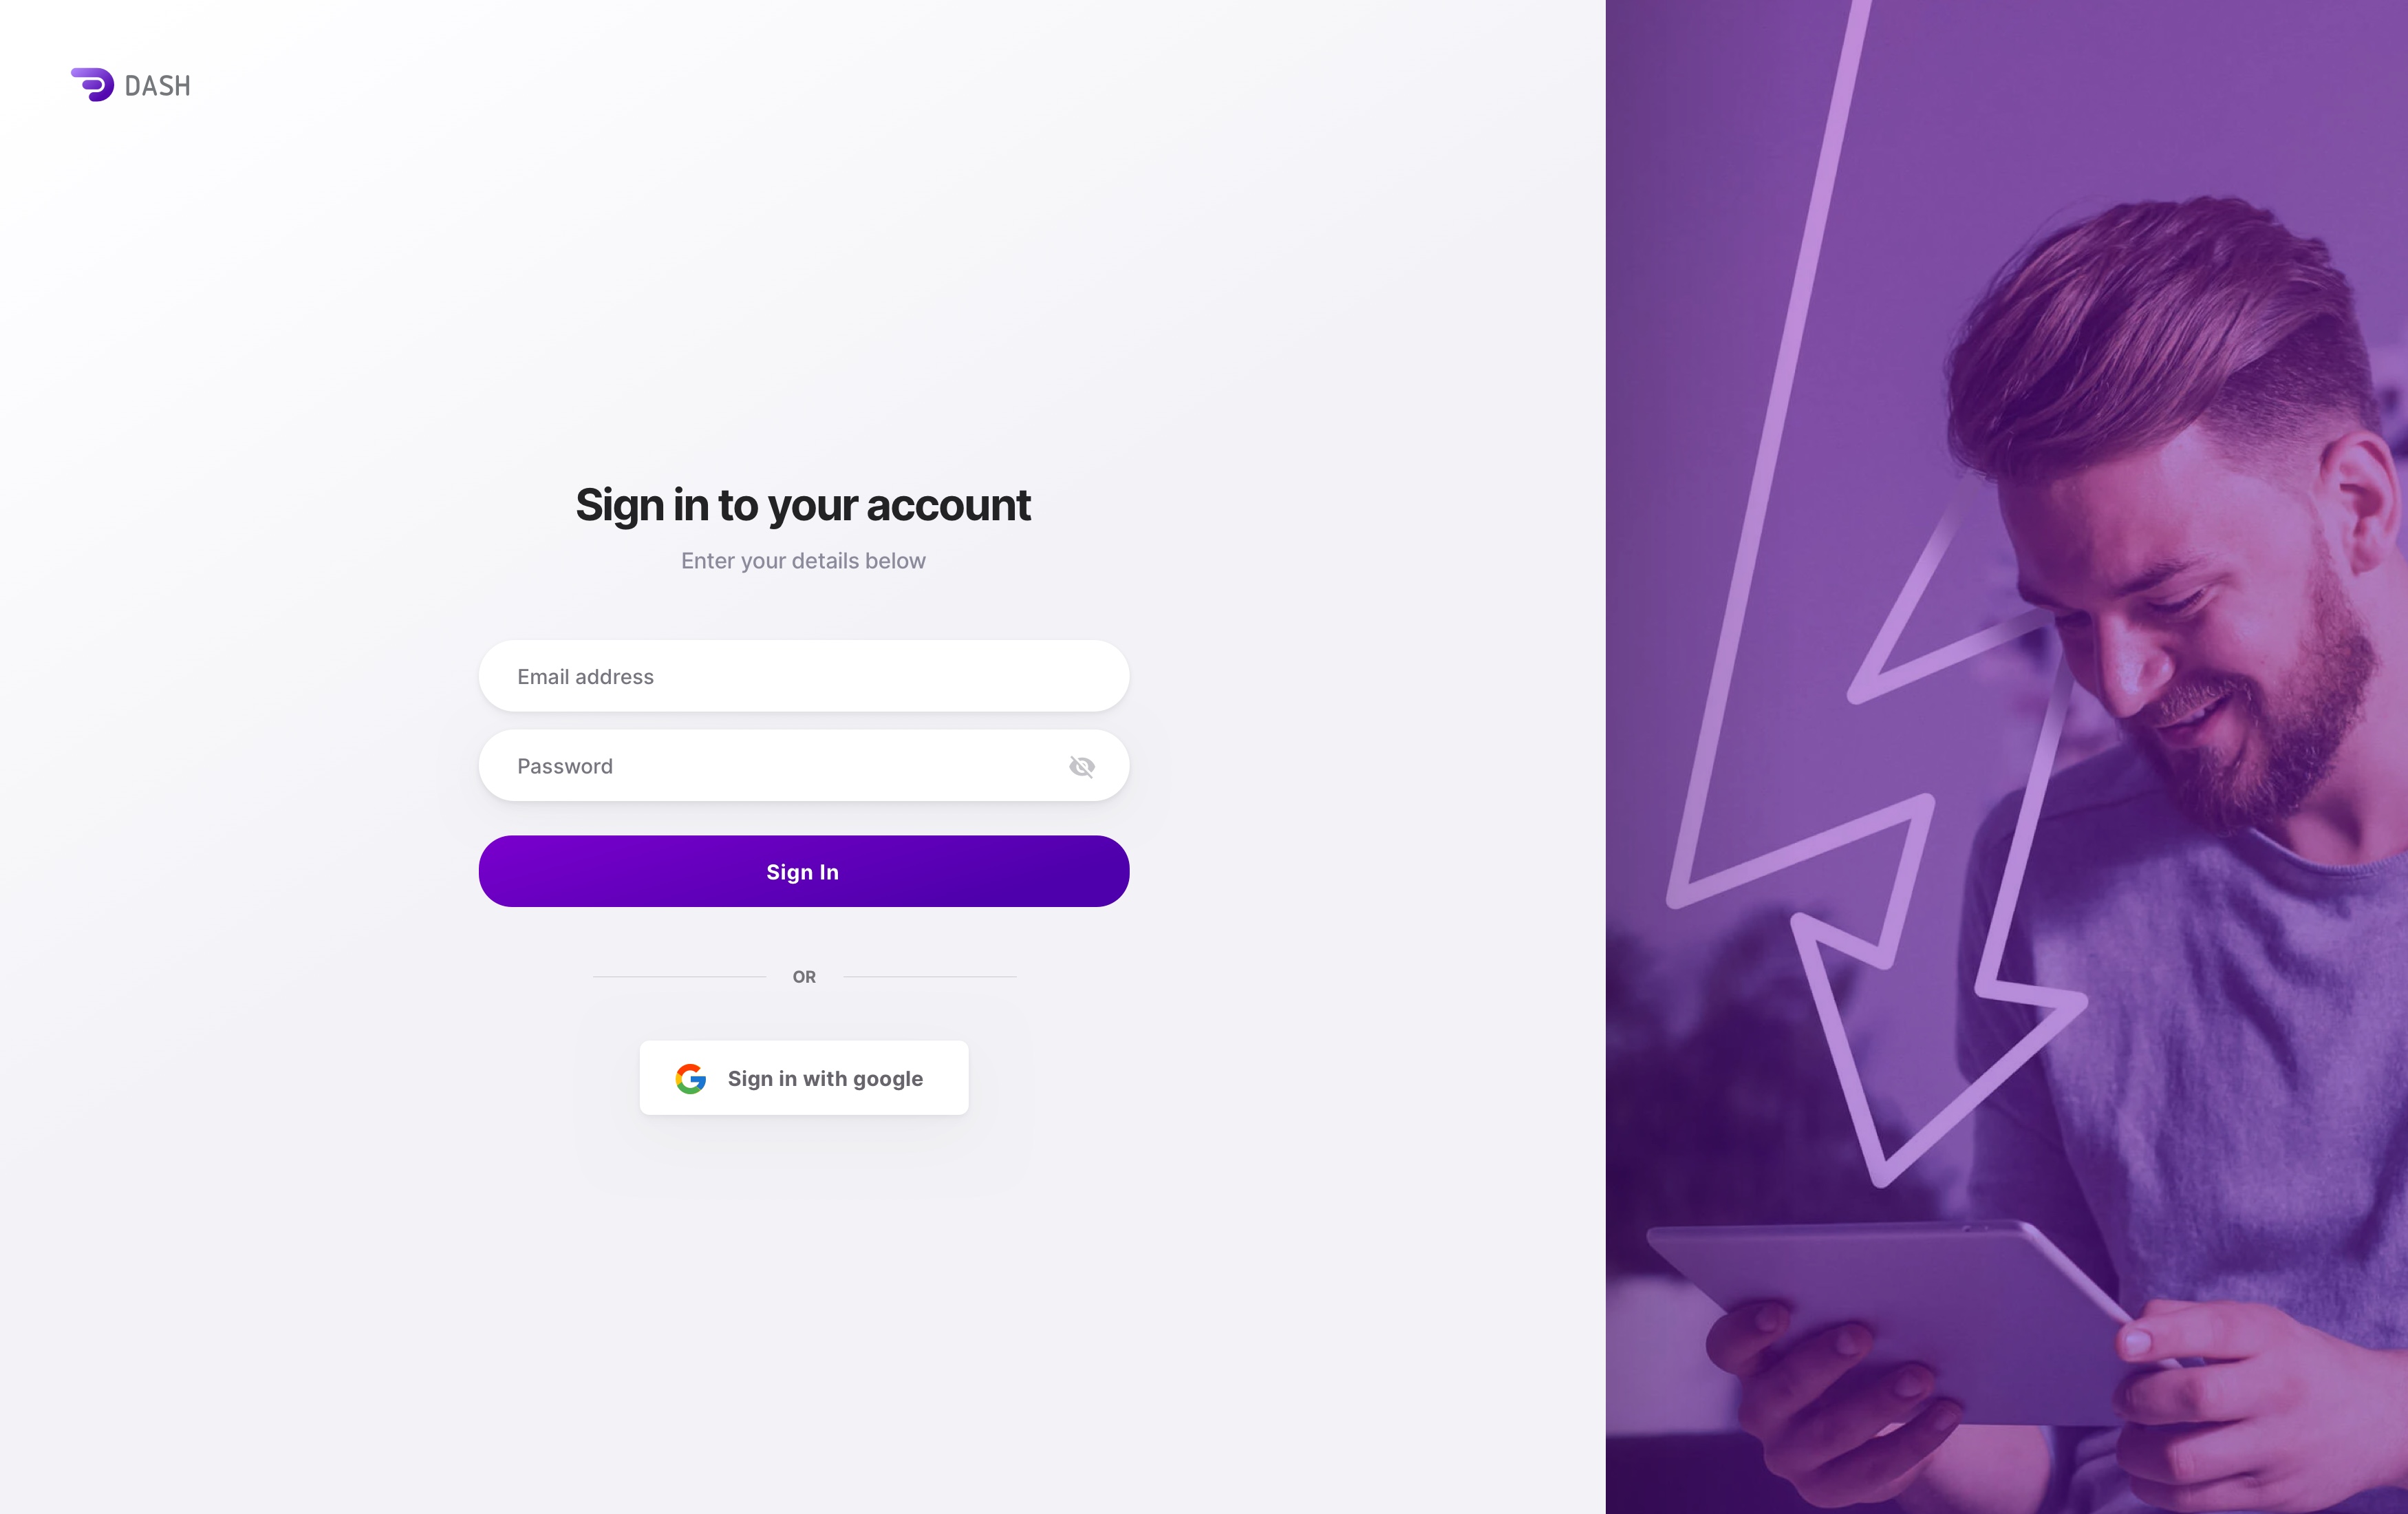 DASH
Sign in to your account
Enter your details below
Email address
Password
Sign In
OR
Sign in with google